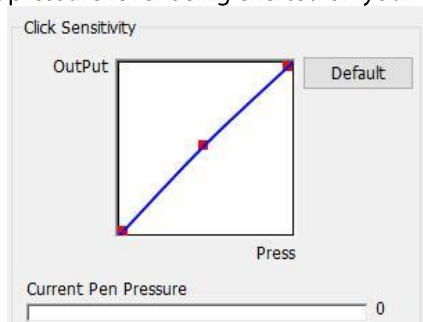 Click Sensitivity
OutPut
Default
Press
Current Pen Pressure
0